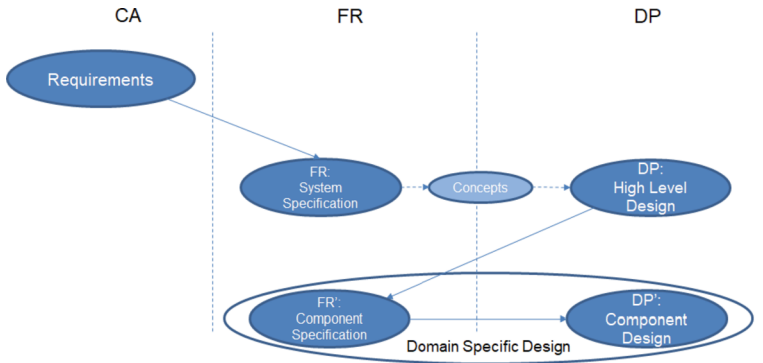 CA
FR
DP
Requirements
FR:
System
Specification
Concepts
DP:
High Level
Design
FR’:
Component
Specification
DP’:
Component
Design
Domain Specific Design